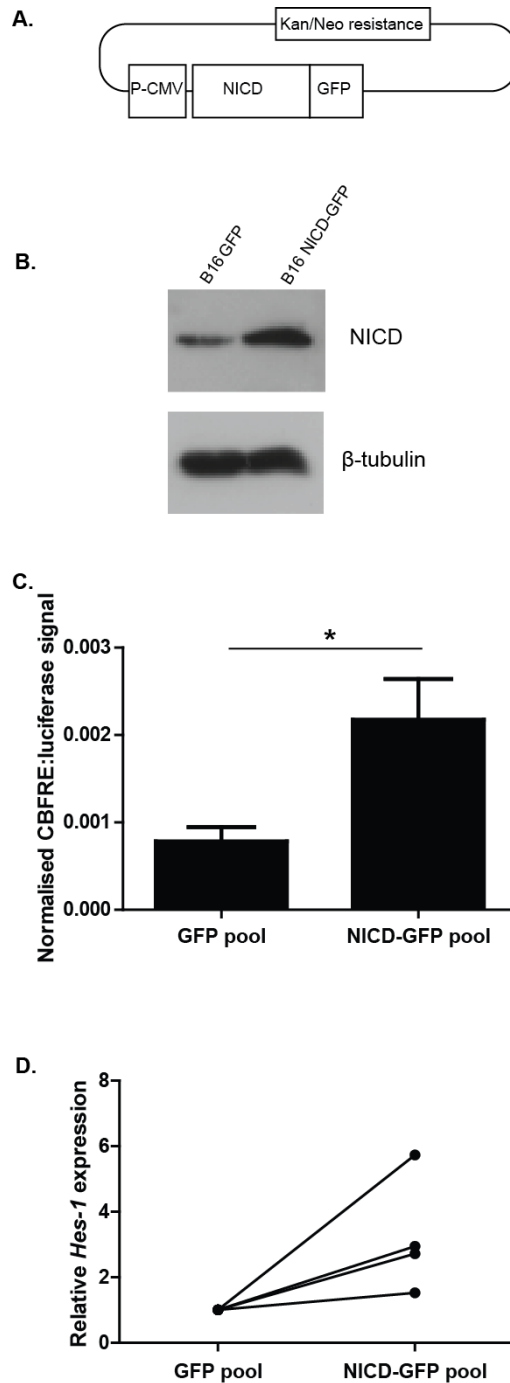 A.
Kan/Neo resistance
P-CMV
NICD
GFP
B.
B16 GFP
B16 NICD-GFP
NICD
β-tubulin
C.
Normalised CBFRE:luciferase signal
0.003
0.002
0.001
0.000
*
GFP pool
NICD-GFP pool
D.
Relative Hes-1 expression
8
6
4
2
0
GFP pool
NICD-GFP pool